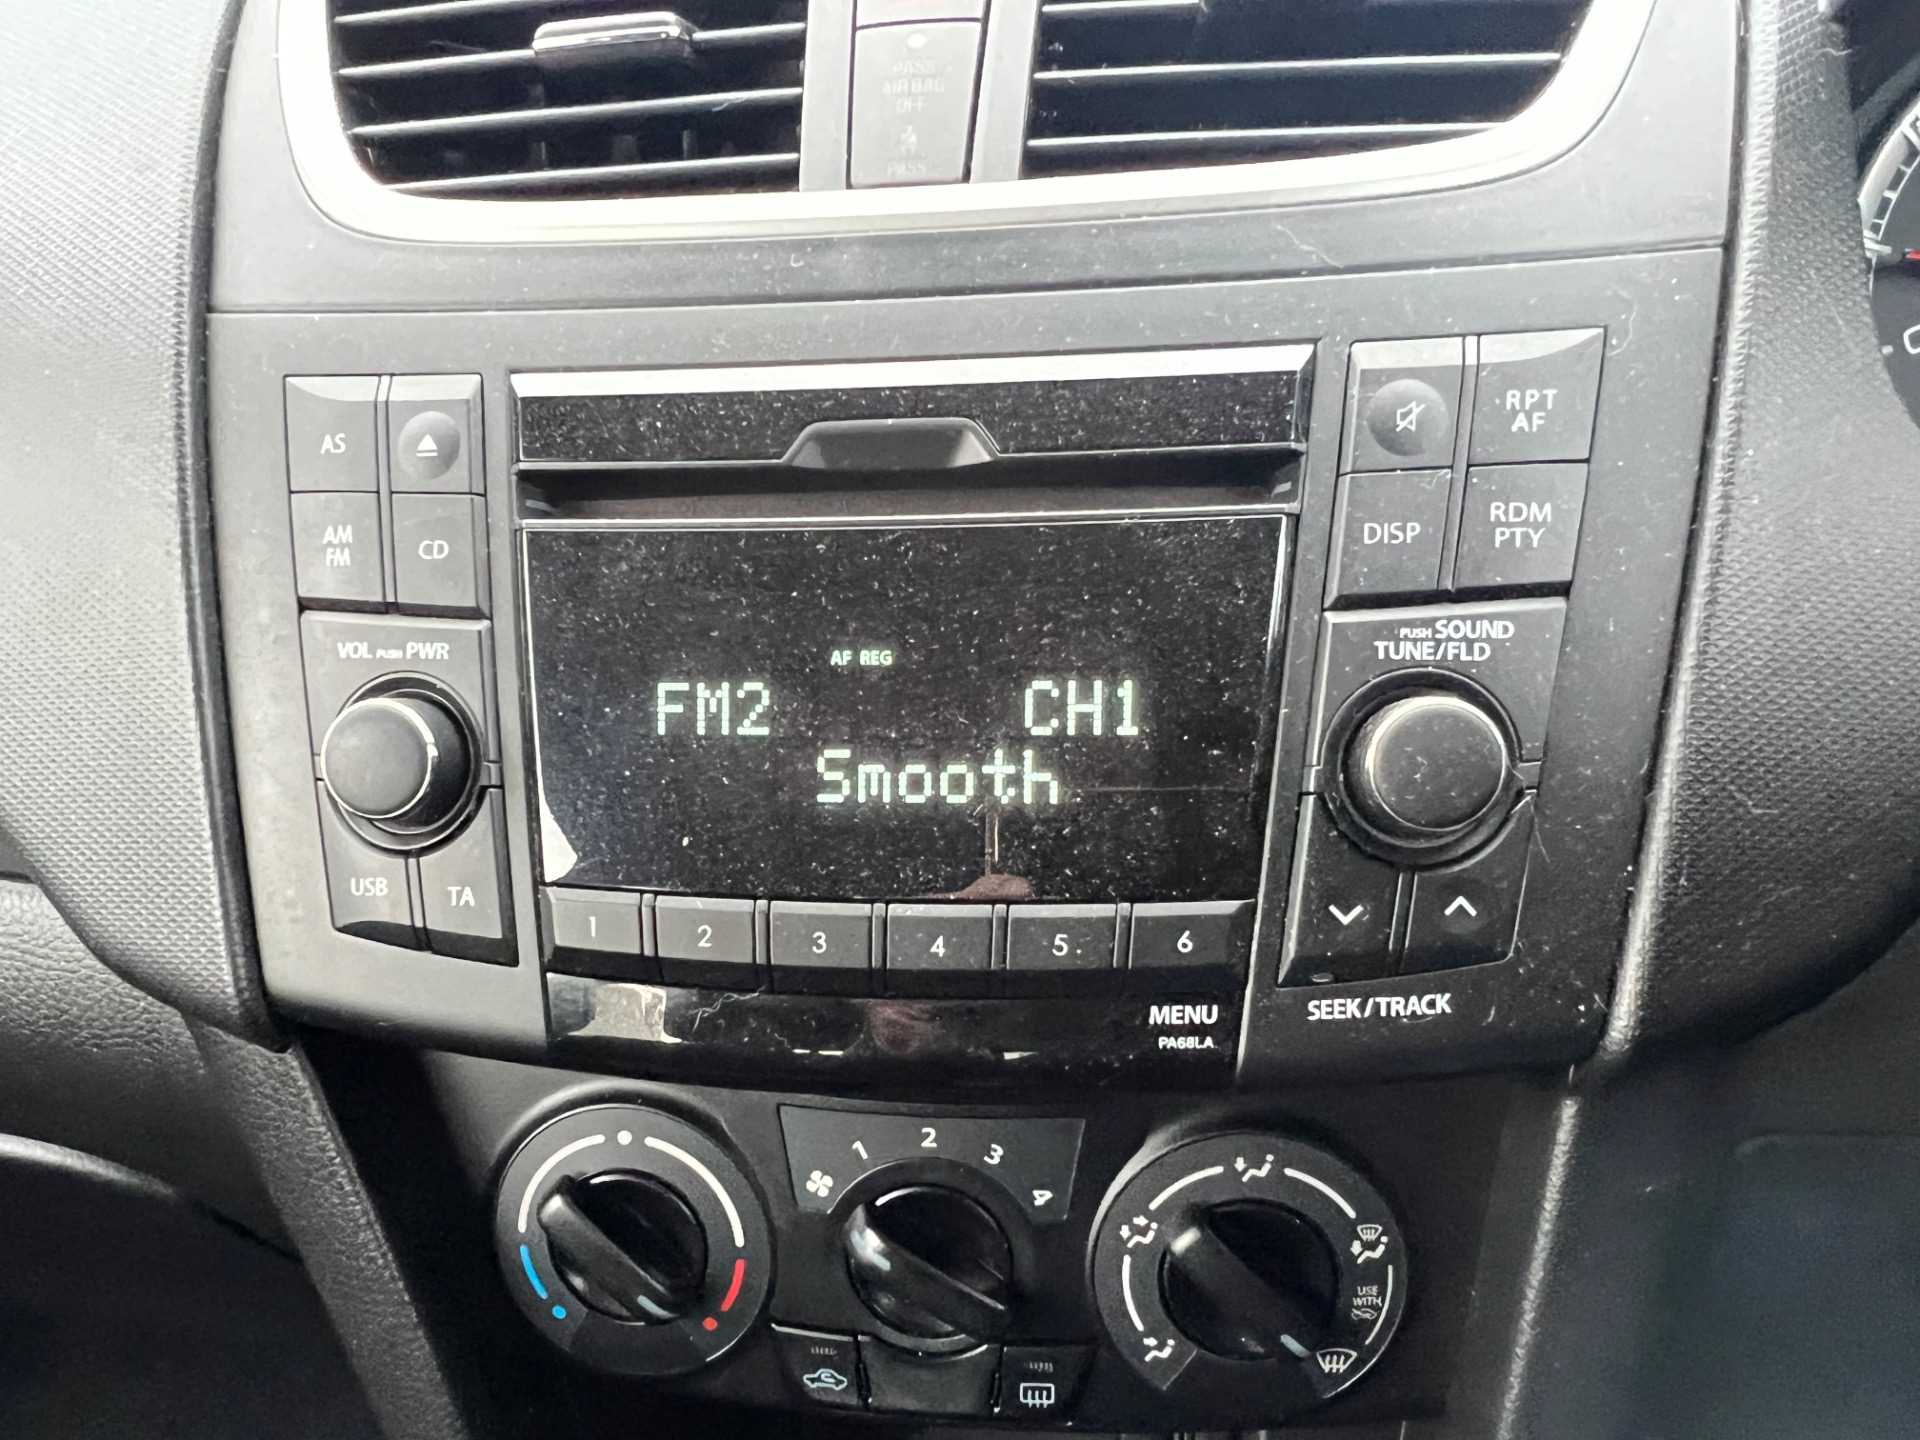 PASS
AIR BAG
OFF
PASS
AS
AM
FM
CD
VOL PUSH PWR
USB
TA
AF REG
FM2 CH1
Smooth
1 2 3 4 5 6
MENU
PA68LA
RPT
AF
DISP
RDM
PTY
PUSH SOUND
TUNE/FLD
SEEK/TRACK
1 2 3 4
USE
WITH